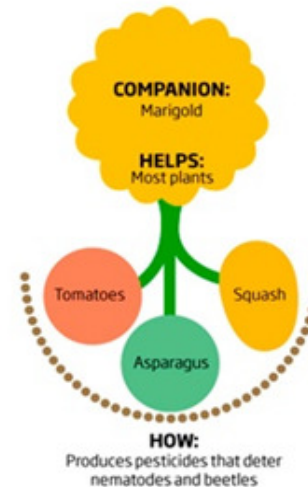 COMPANION:
Marigold
HELPS:
Most plants
Tomatoes
Squash
Asparagus
HOW:
Produces pesticides that deter
nematodes and beetles